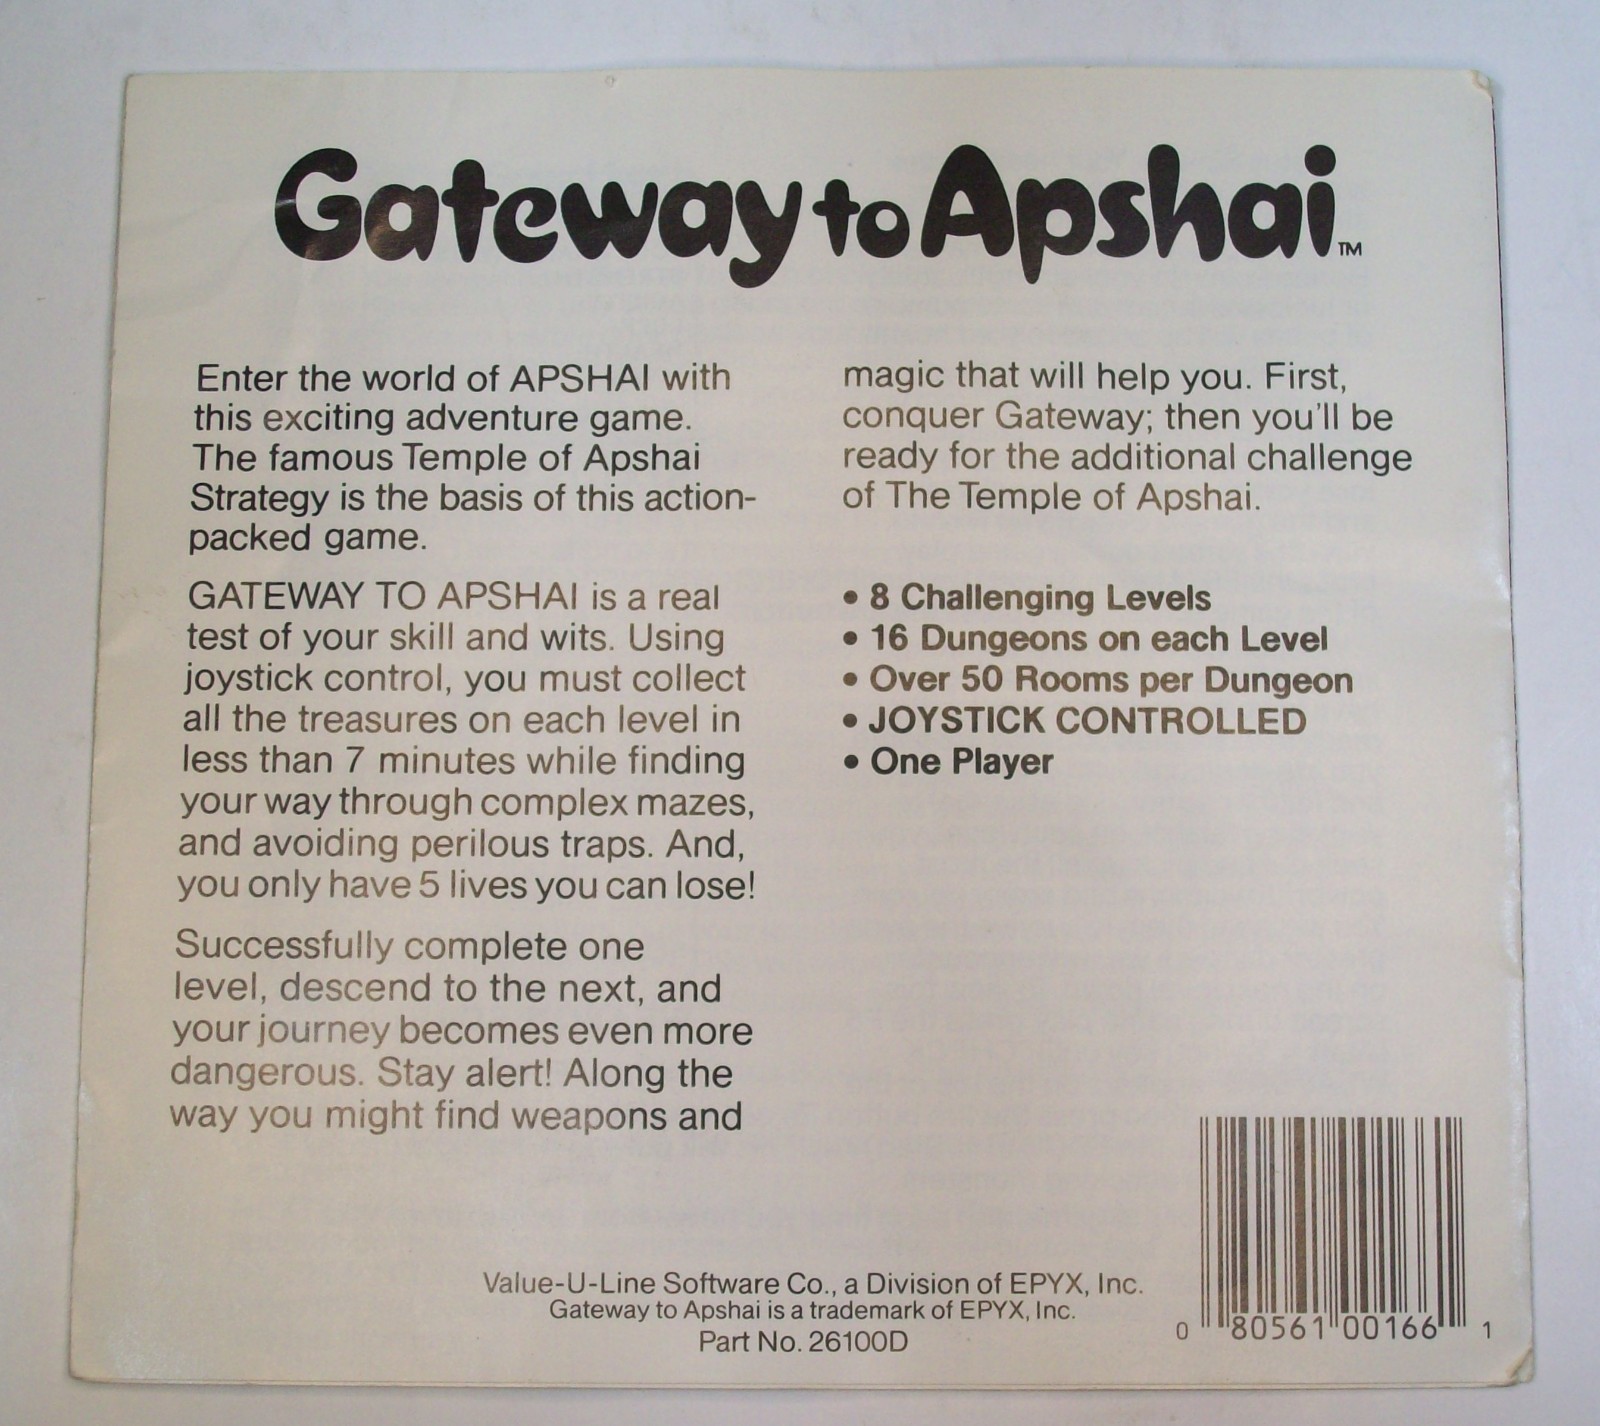 Gateway to Apshai™
Enter the world of APSHAI with
this exciting adventure game.
The famous Temple of Apshai
Strategy is the basis of this action-
packed game.
GATEWAY TO APSHAI is a real
test of your skill and wits. Using
joystick control, you must collect
all the treasures on each level in
less than 7 minutes while finding
your way through complex mazes,
and avoiding perilous traps. And,
you only have 5 lives you can lose!
Successfully complete one
level, descend to the next, and
your journey becomes even more
dangerous. Stay alert! Along the
way you might find weapons and
magic that will help you. First,
conquer Gateway; then you'll be
ready for the additional challenge
of The Temple of Apshai.
• 8 Challenging Levels
• 16 Dungeons on each Level
• Over 50 Rooms per Dungeon
• JOYSTICK CONTROLLED
• One Player
Value-U-Line Software Co., a Division of EPYX, Inc.
Gateway to Apshai is a trademark of EPYX, Inc.
Part No. 26100D
0 80561 00166 1